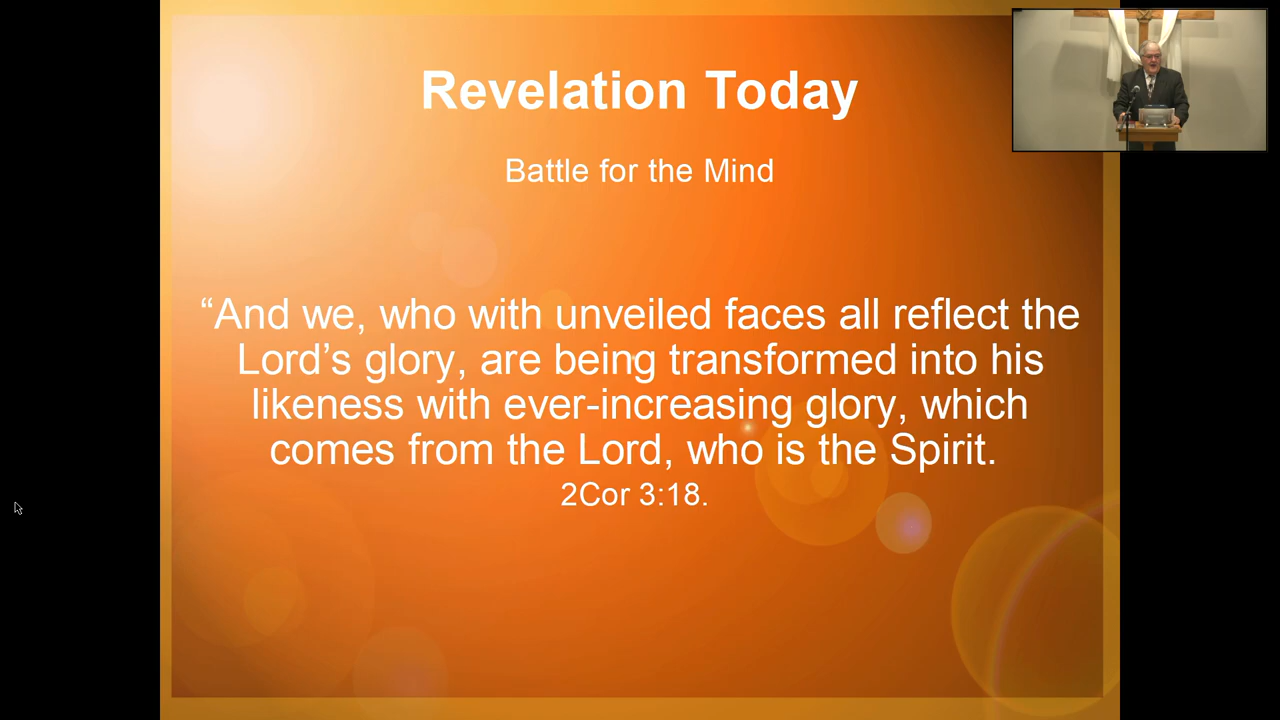 Revelation Today
Battle for the Mind
“And we, who with unveiled faces all reflect the
Lord’s glory, are being transformed into his
likeness with ever-increasing glory, which
comes from the Lord, who is the Spirit.
2Cor 3:18.